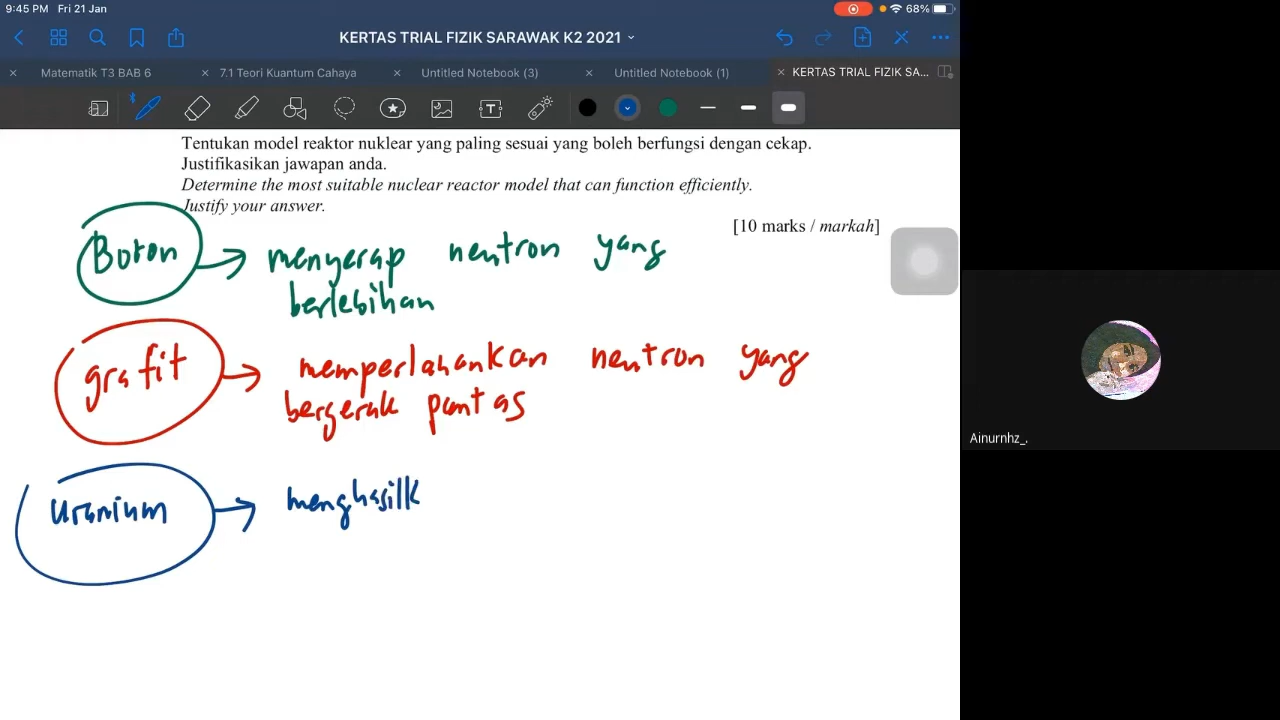 9:45 PM Fri 21 Jan
68%
KERTAS TRIAL FIZIK SARAWAK K2 2021
Matematik T3 BAB 6
7.1 Teori Kuantum Cahaya
Untitled Notebook (3)
Untitled Notebook (1)
KERTAS TRIAL FIZIK SA...
Tentukan model reaktor nuklear yang paling sesuai yang boleh berfungsi dengan cekap.
Justifikasikan jawapan anda.
Determine the most suitable nuclear reactor model that can function efficiently.
Justify your answer.
[10 marks / markah]
Boron → menyerap neutron yang
berlebihan
grafit → memperlahankan neutron yang
bergerak pantas
Uranium → menghasilk
Ainurnhz_.